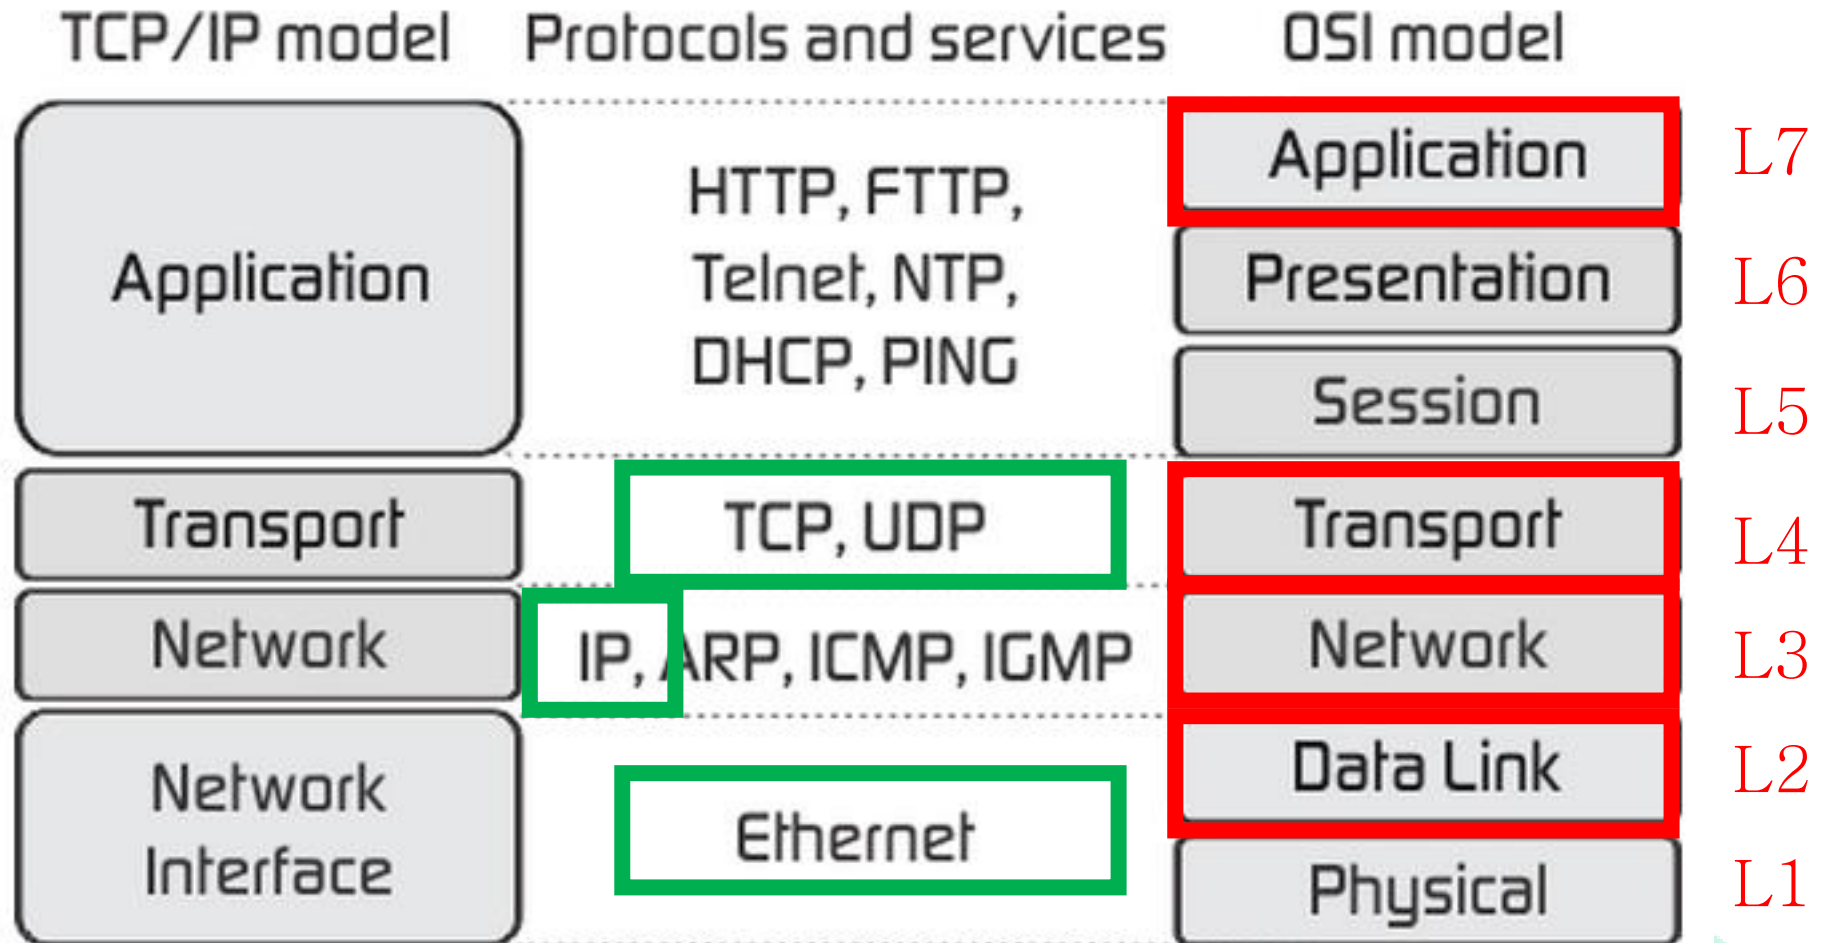 TCP/IP model
Protocols and services
OSI model
Application
HTTP, FTTP,
Telnet, NTP,
DHCP, PING
Application
L7
Presentation
L6
Session
L5
Transport
TCP, UDP
Transport
L4
Network
IP, ARP, ICMP, IGMP
Network
L3
Network
Interface
Ethernet
Data Link
L2
Physical
L1